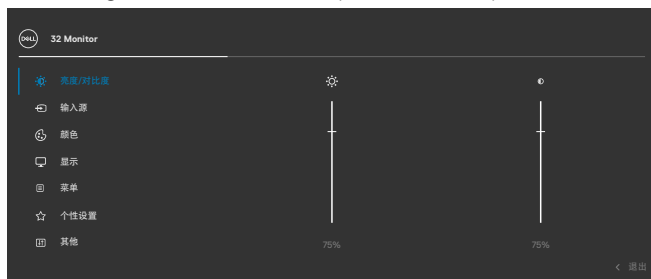 DELL 32 Monitor
亮度/对比度
输入源
颜色
显示
菜单
个性设置
其他
75% 75%
< 退出